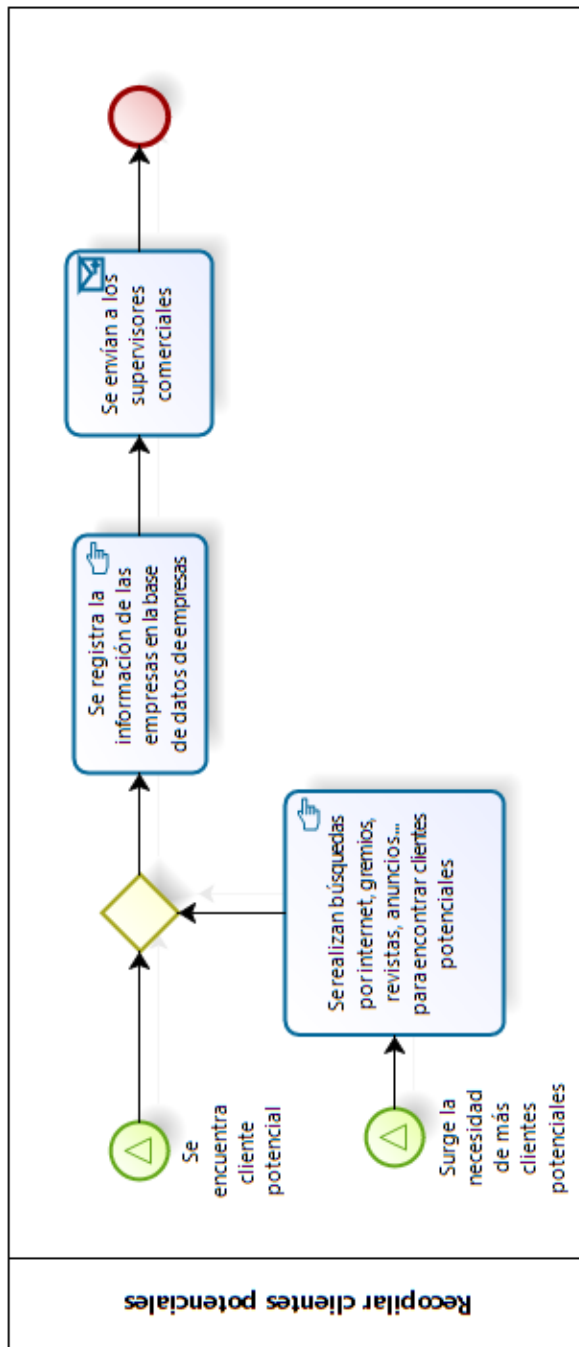 Recopilar clientes potenciales
Se
encuentra
cliente
potencial
Surge la
necesidad
de más
clientes
potenciales
Se realizan búsquedas
por internet, gremios,
revistas, anuncios...
para encontrar clientes
potenciales
Se registra la
información de las
empresas en la base
de datos de empresas
Se envían a los
supervisores
comerciales